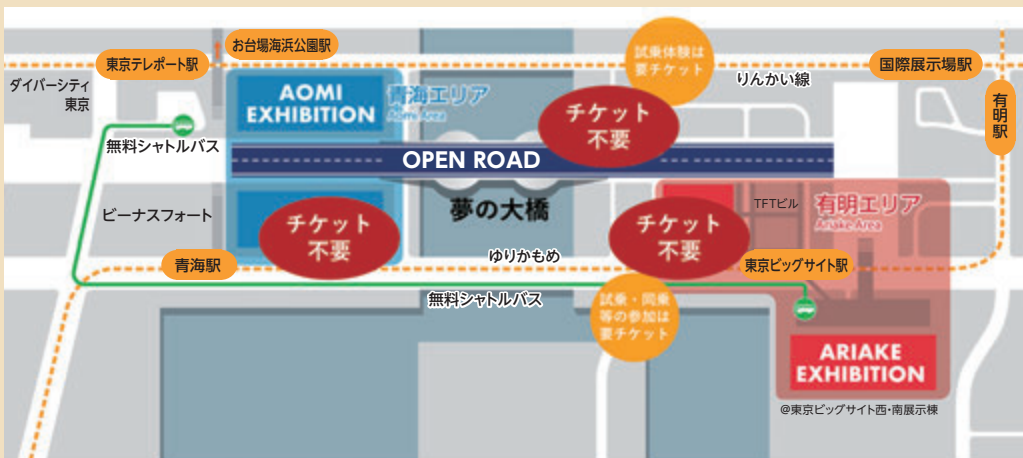 お台場海浜公園駅
東京テレポート駅
試乗体験は
要チケット
りんかい線
国際展示場駅
ダイバーシティ
東京
AOMI
EXHIBITION
青海エリア
Aomi Area
チケット
不要
有明駅
無料シャトルバス
OPEN ROAD
ビーナスフォート
チケット
不要
夢の大橋
チケット
不要
TFTビル
有明エリア
Ariake Area
青海駅
ゆりかもめ
東京ビッグサイト駅
無料シャトルバス
試乗・同乗
等の参加は
要チケット
ARIAKE
EXHIBITION
@東京ビッグサイト西・南展示棟